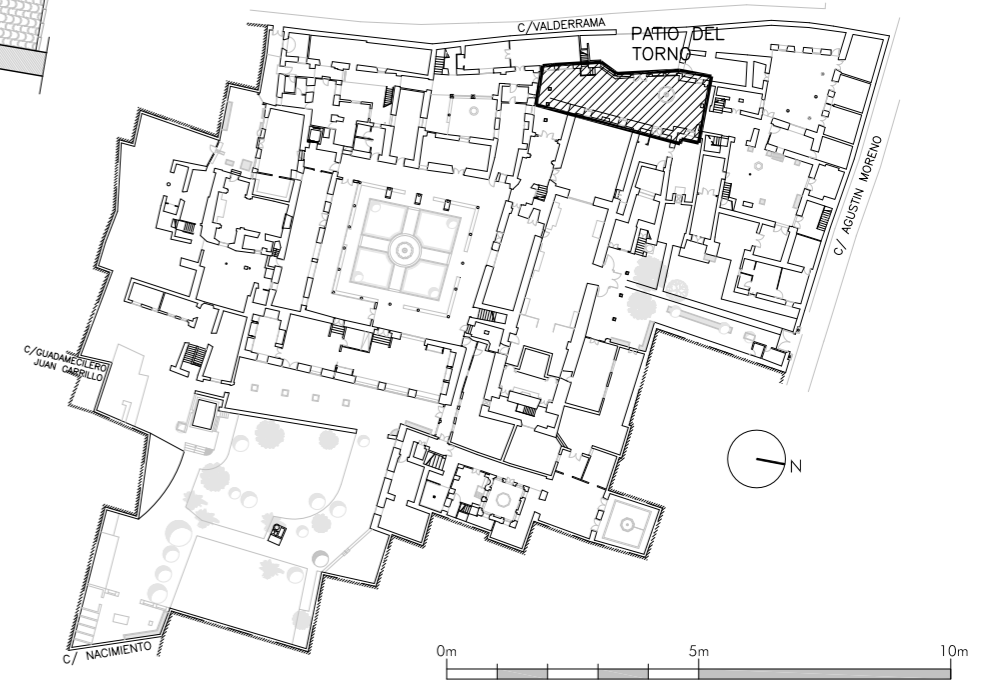 C/VALDERRAMA
PATIO DEL
TORNO
C/ AGUSTIN MORENO
C/GUADAMECILERO
JUAN CARRILLO
N
C/ NACIMIENTO
0m
5m
10m